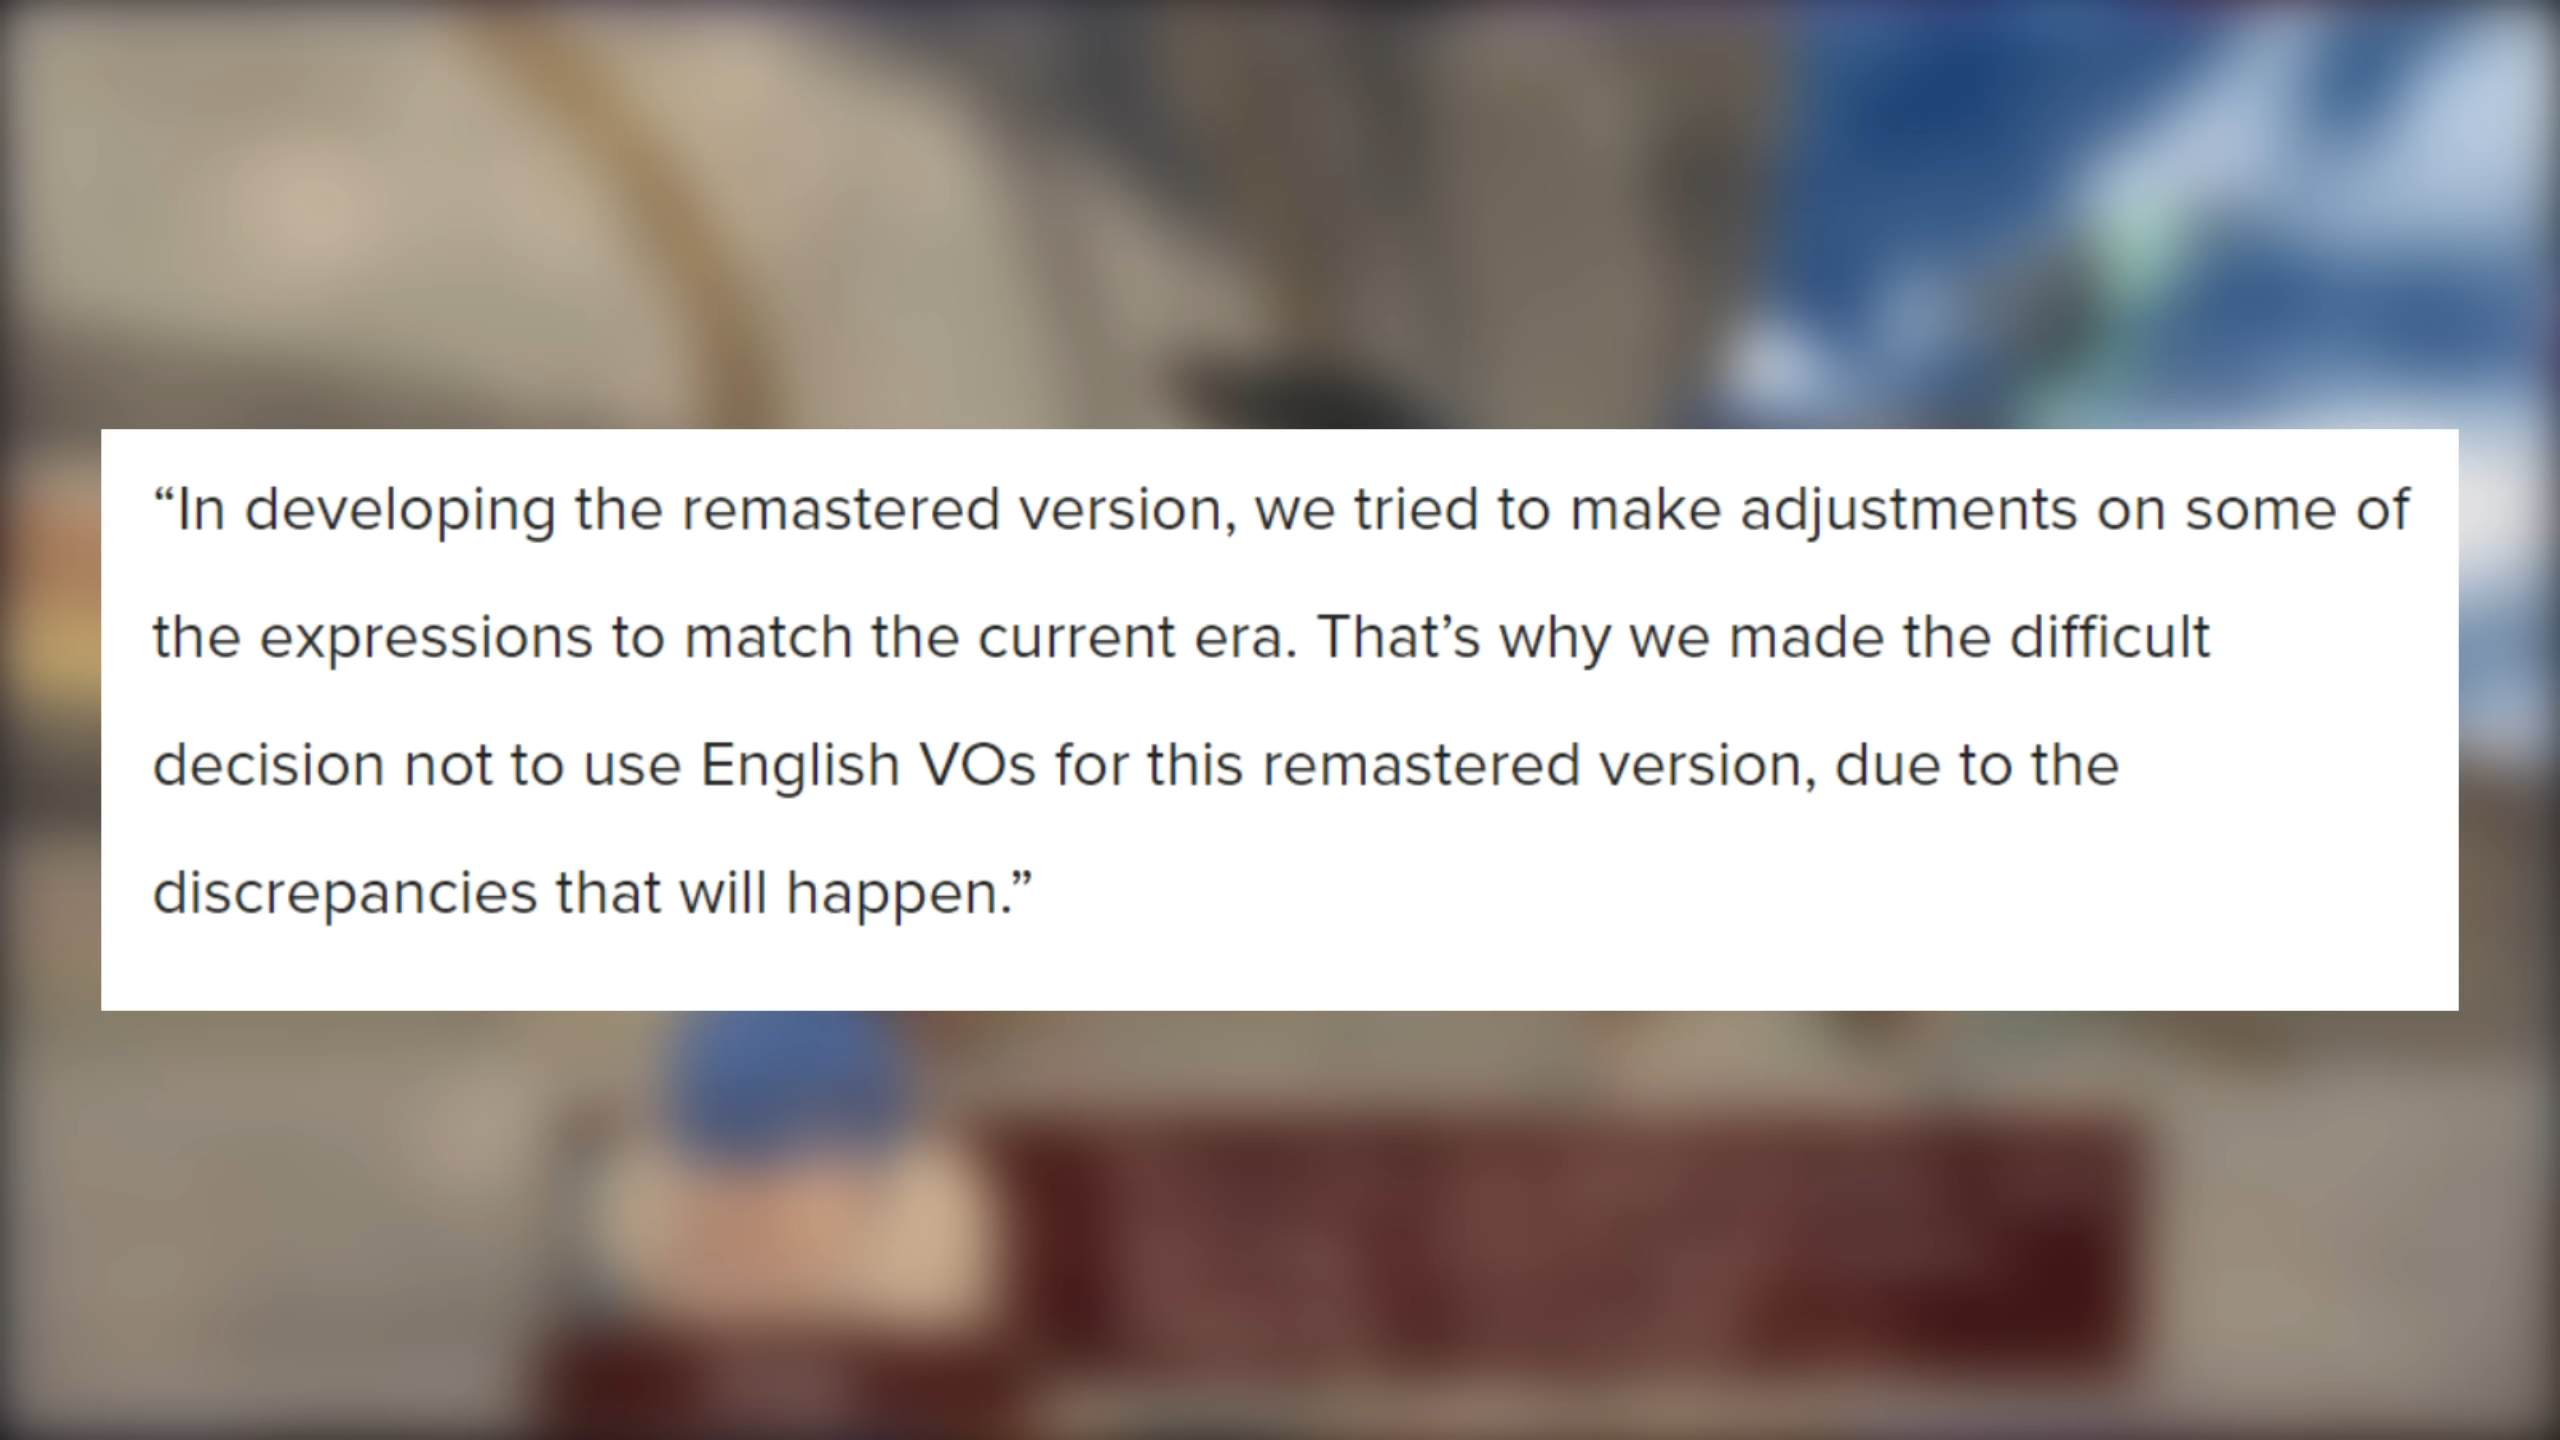 “In developing the remastered version, we tried to make adjustments on some of
the expressions to match the current era. That’s why we made the difficult
decision not to use English VOs for this remastered version, due to the
discrepancies that will happen.”